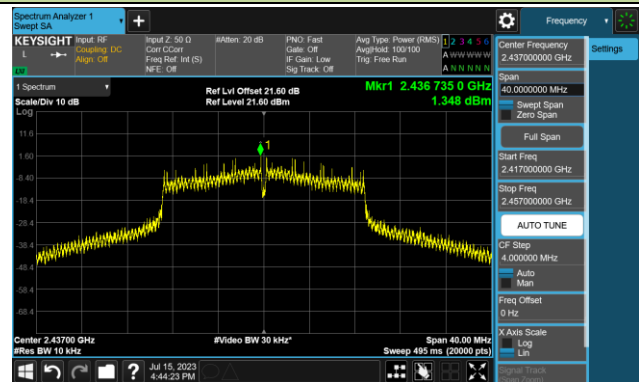 Spectrum Analyzer 1
Swept SA
Frequency
KEYSIGHT
L
Input: RF
Coupling: DC
Align: Off
Input Z: 50 Ω
Corr CCorr
Freq Ref: Int (S)
NFE: Off
#Atten: 20 dB
PNO: Fast
Gate: Off
IF Gain: Low
Sig Track: Off
Avg Type: Power (RMS)
Avg|Hold: 100/100
Trig: Free Run
1 2 3 4 5 6
A W W W W W
A N N N N N
1 Spectrum
Scale/Div 10 dB
Log
Ref Lvl Offset 21.60 dB
Ref Level 21.60 dBm
Mkr1 2.436 735 0 GHz
1.348 dBm
11.6
1.60
-8.40
-18.4
-28.4
-38.4
-48.4
-58.4
-68.4
1
Center 2.43700 GHz
#Res BW 10 kHz
#Video BW 30 kHz*
Span 40.00 MHz
Sweep 495 ms (20000 pts)
Center Frequency
2.437000000 GHz
Settings
Span
40.0000000 MHz
Swept Span
Zero Span
Full Span
Start Freq
2.417000000 GHz
Stop Freq
2.457000000 GHz
AUTO TUNE
CF Step
4.000000 MHz
Auto
Man
Freq Offset
0 Hz
X Axis Scale
Log
Lin
Signal Track
(Span Zoom)
?
Jul 15, 2023
4:44:23 PM